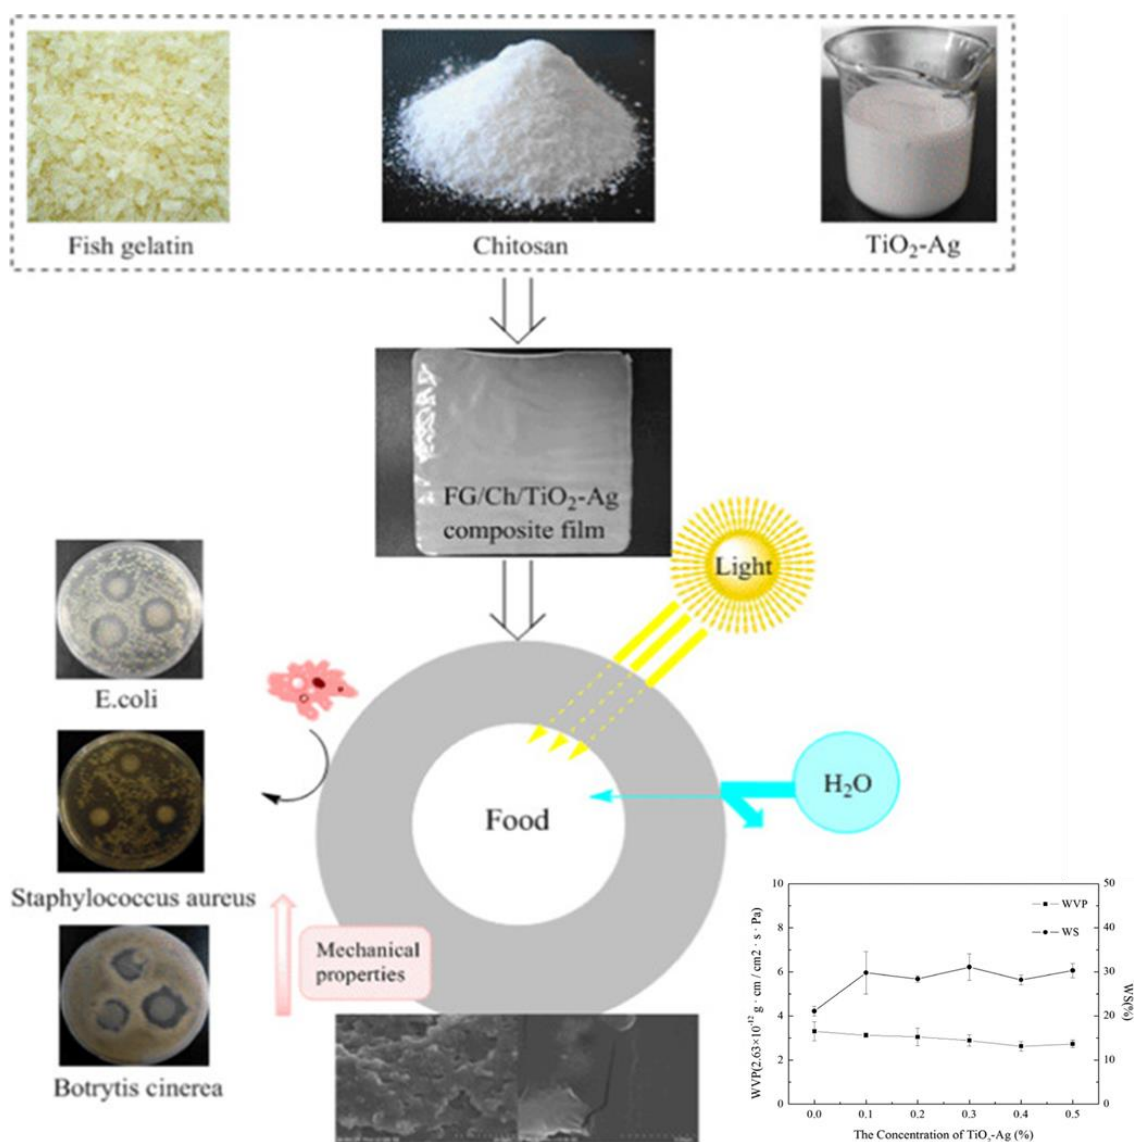 Fish gelatin
Chitosan
TiO₂-Ag
FG/Ch/TiO₂-Ag
composite film
Light
E.coli
H₂O
Food
Staphylococcus aureus
Mechanical
properties
Botrytis cinerea
WVP
WS
10
8
6
4
2
0
50
40
30
20
10
0
WVP(2.63×10⁻¹² g · cm / cm2 · s · Pa)
WS(%)
0.0 0.1 0.2 0.3 0.4 0.5
The Concentration of TiO₂-Ag (%)